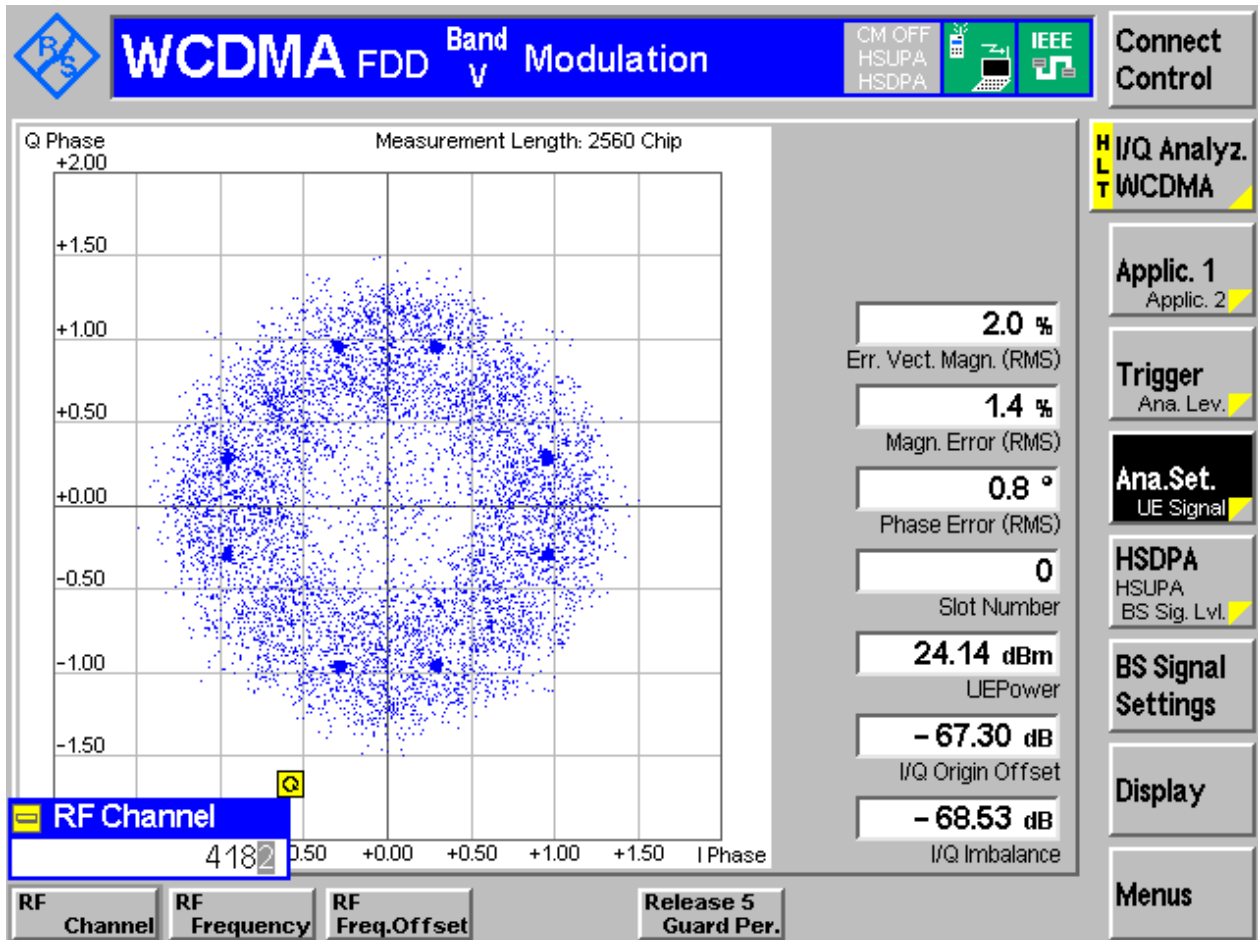 R/S
WCDMA FDD Band V Modulation
CM OFF
HSUPA
HSDPA
IEEE
Connect
Control
Q Phase
Measurement Length: 2560 Chip
+2.00
+1.50
+1.00
+0.50
+0.00
-0.50
-1.00
-1.50
HLT
I/Q Analyz.
WCDMA
Applic. 1
Applic. 2
Trigger
Ana. Lev.
Ana.Set.
UE Signal
HSDPA
HSUPA
BS Sig. Lvl.
BS Signal
Settings
Display
Menus
2.0 %
Err. Vect. Magn. (RMS)
1.4 %
Magn. Error (RMS)
0.8 °
Phase Error (RMS)
0
Slot Number
24.14 dBm
UEPower
- 67.30 dB
I/Q Origin Offset
- 68.53 dB
I/Q Imbalance
Q
RF Channel
4182
0.50 +0.00 +0.50 +1.00 +1.50 I Phase
RF
Channel
RF
Frequency
RF
Freq.Offset
Release 5
Guard Per.